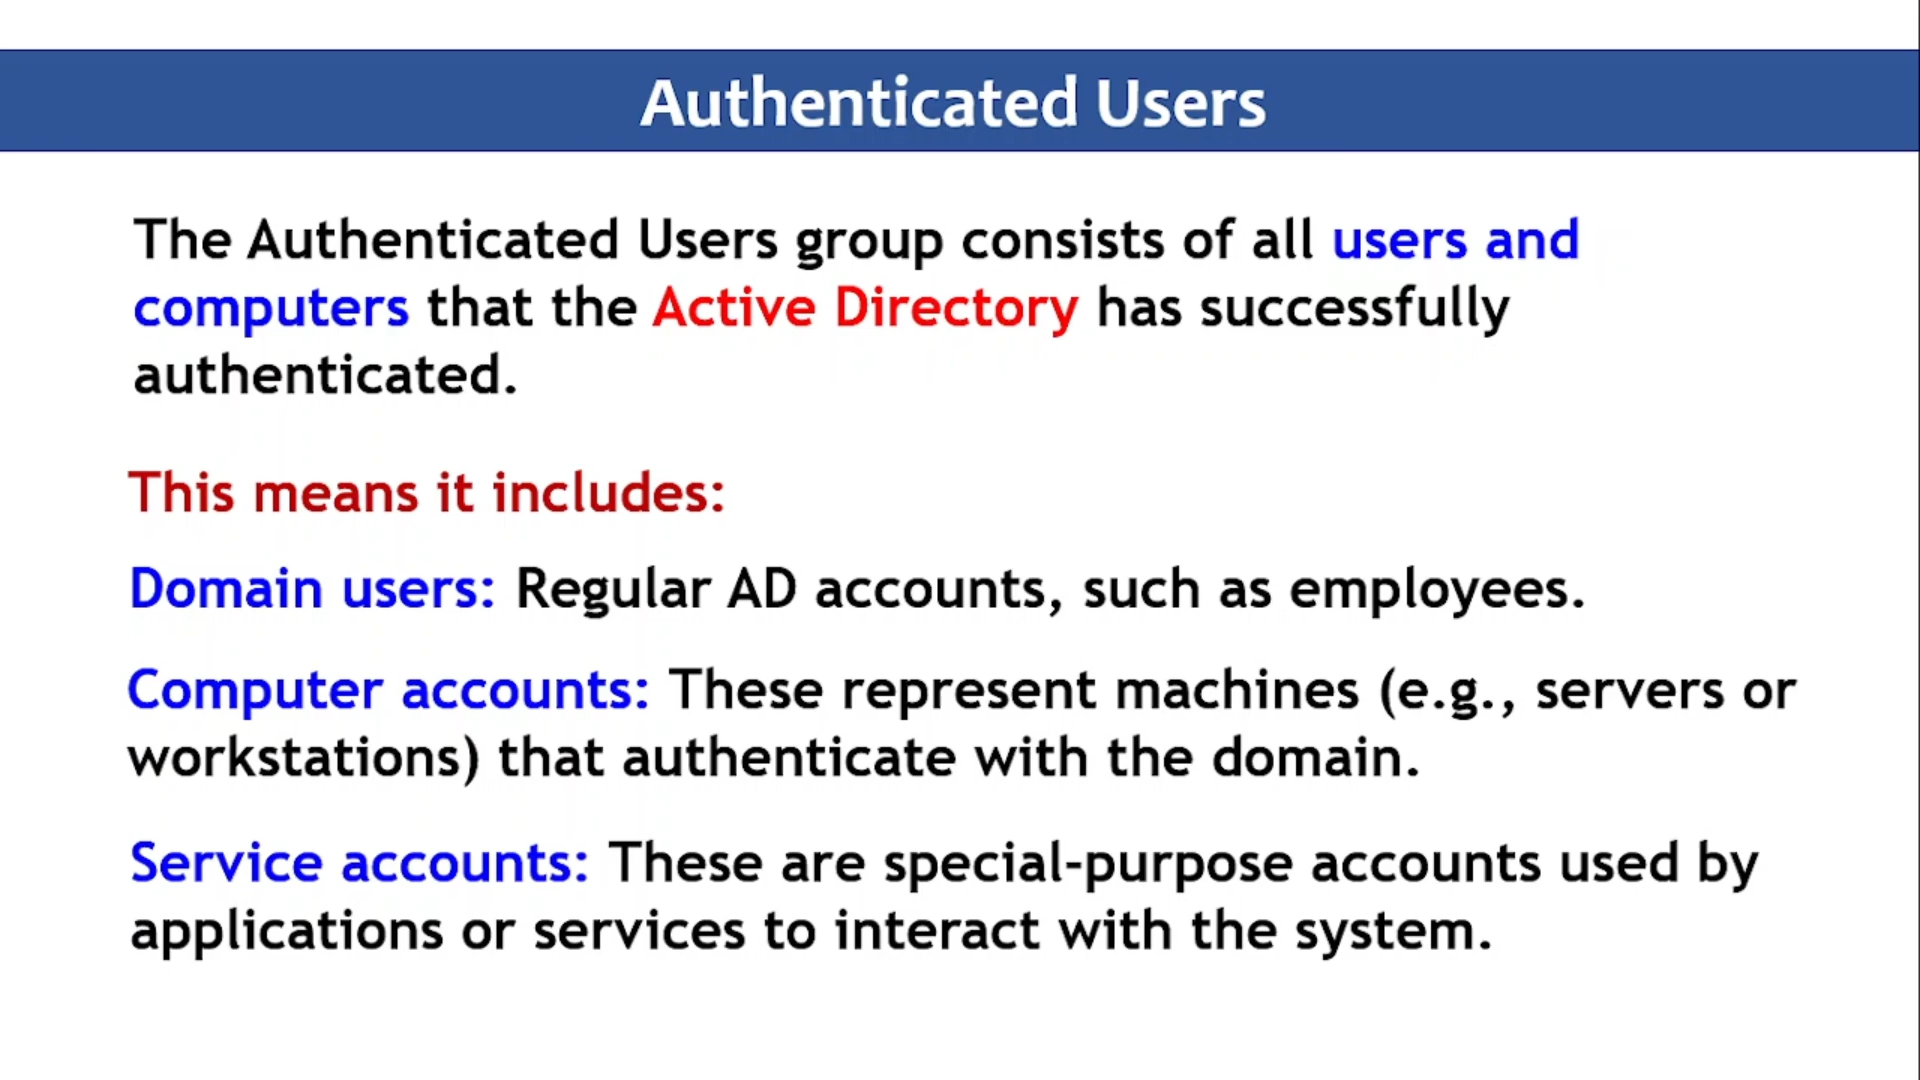 Authenticated Users
The Authenticated Users group consists of all users and
computers that the Active Directory has successfully
authenticated.
This means it includes:
Domain users: Regular AD accounts, such as employees.
Computer accounts: These represent machines (e.g., servers or
workstations) that authenticate with the domain.
Service accounts: These are special-purpose accounts used by
applications or services to interact with the system.